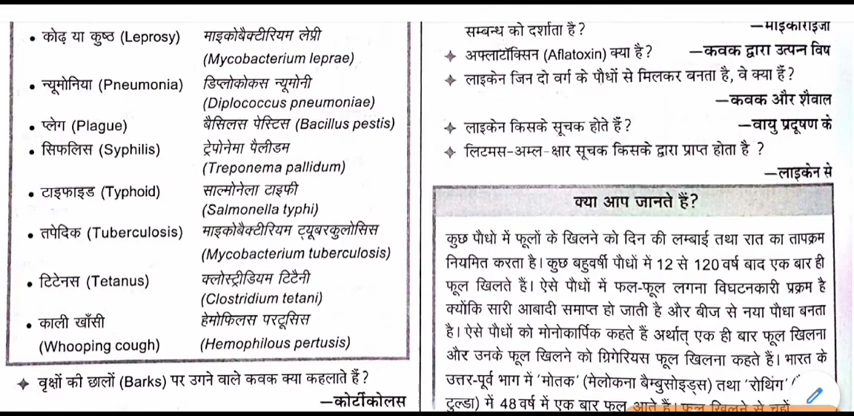 • कोढ़ या कुष्ठ (Leprosy) माइकोबैक्टीरियम लेप्री
(Mycobacterium leprae)
• न्यूमोनिया (Pneumonia) डिप्लोकोकस न्यूमोनी
(Diplococcus pneumoniae)
• प्लेग (Plague) बैसिलस पेस्टिस (Bacillus pestis)
• सिफलिस (Syphilis) ट्रेपोनेमा पैलीडम
(Treponema pallidum)
• टाइफाइड (Typhoid) साल्मोनेला टाइफी
(Salmonella typhi)
• तपेदिक (Tuberculosis) माइकोबैक्टीरियम ट्यूबरकुलोसिस
(Mycobacterium tuberculosis)
• टिटेनस (Tetanus) क्लोस्ट्रीडियम टिटैनी
(Clostridium tetani)
• काली खाँसी हेमोफिलस परटूसिस
(Whooping cough) (Hemophilous pertusis)
✦ वृक्षों की छालों (Barks) पर उगने वाले कवक क्या कहलाते हैं?
—कोर्टीकोलस
सम्बन्ध को दर्शाता है? —माइकोराइजा
✦ अफ्लाटॉक्सिन (Aflatoxin) क्या है? —कवक द्वारा उत्पन्न विष
✦ लाइकेन जिन दो वर्ग के पौधों से मिलकर बनता है, वे क्या हैं?
—कवक और शैवाल
✦ लाइकेन किसके सूचक होते हैं? —वायु प्रदूषण के
✦ लिटमस-अम्ल-क्षार सूचक किसके द्वारा प्राप्त होता है ?
—लाइकेन से
क्या आप जानते हैं?
कुछ पौधो में फूलों के खिलने को दिन की लम्बाई तथा रात का तापक्रम
नियमित करता है। कुछ बहुवर्षी पौधों में 12 से 120 वर्ष बाद एक बार ही
फूल खिलते हैं। ऐसे पौधों में फल-फूल लगना विघटनकारी प्रक्रम है
क्योंकि सारी आबादी समाप्त हो जाती है और बीज से नया पौधा बनता
है। ऐसे पौधों को मोनोकार्पिक कहते हैं अर्थात् एक ही बार फूल खिलना
और उनके फूल खिलने को ग्रिगेरियस फूल खिलना कहते हैं। भारत के
उत्तर-पूर्व भाग में 'मोतक' (मेलोकना बैम्बुसोइड्स) तथा 'रोथिंग' (
टुल्डा) में 48 वर्ष में एक बार फूल आते हैं। फूल खिलने से चूहों